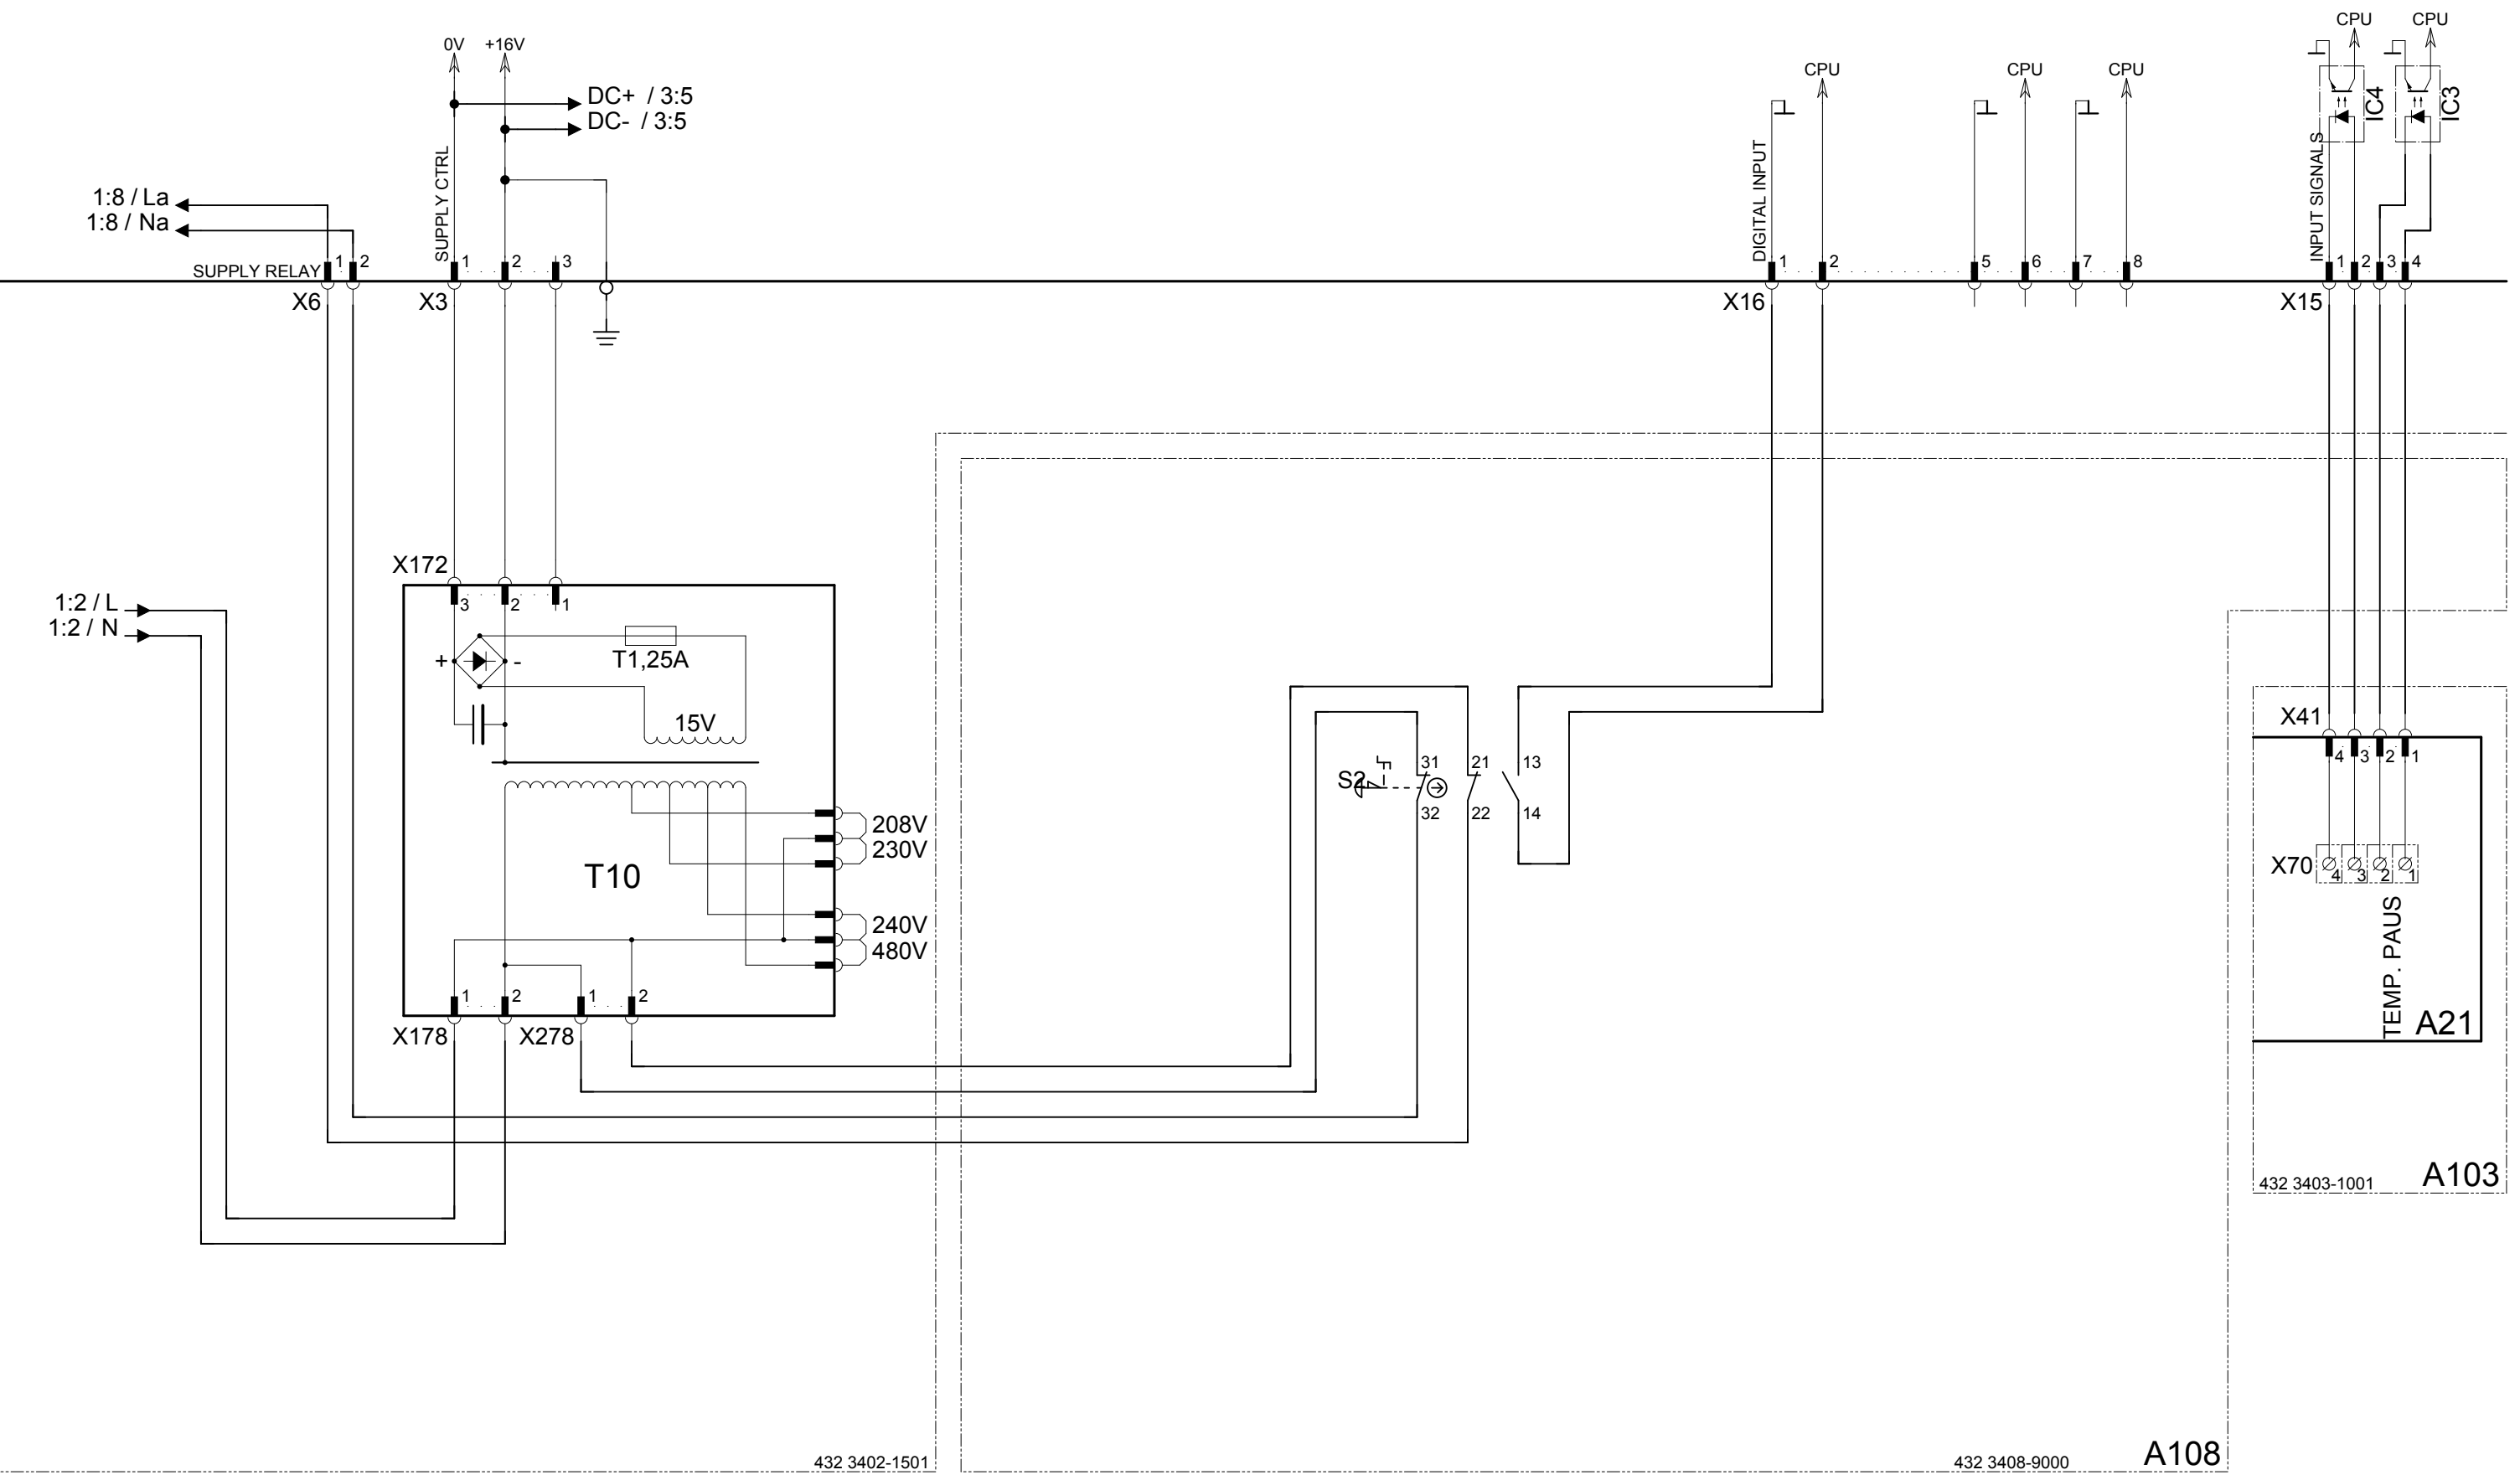 CPU CPU
0V +16V
CPU CPU CPU
DC+ / 3:5
DC- / 3:5
IC4 IC3
SUPPLY CTRL
DIGITAL INPUT
INPUT SIGNALS
1:8 / La
1:8 / Na
SUPPLY RELAY 1 2 1 2 3 1 2 5 6 7 8 1 2 3 4
X6 X3 X16 X15
X172
3 2 1
1:2 / L
1:2 / N
+ -
T1,25A
15V
X41
4 3 2 1
S2 31 21 13
32 22 14
208V
230V
T10
X70 4 3 2 1
240V
480V
TEMP. PAUS
1 2 1 2
X178 X278
A21
432 3403-1001 A103
432 3402-1501
432 3408-9000 A108